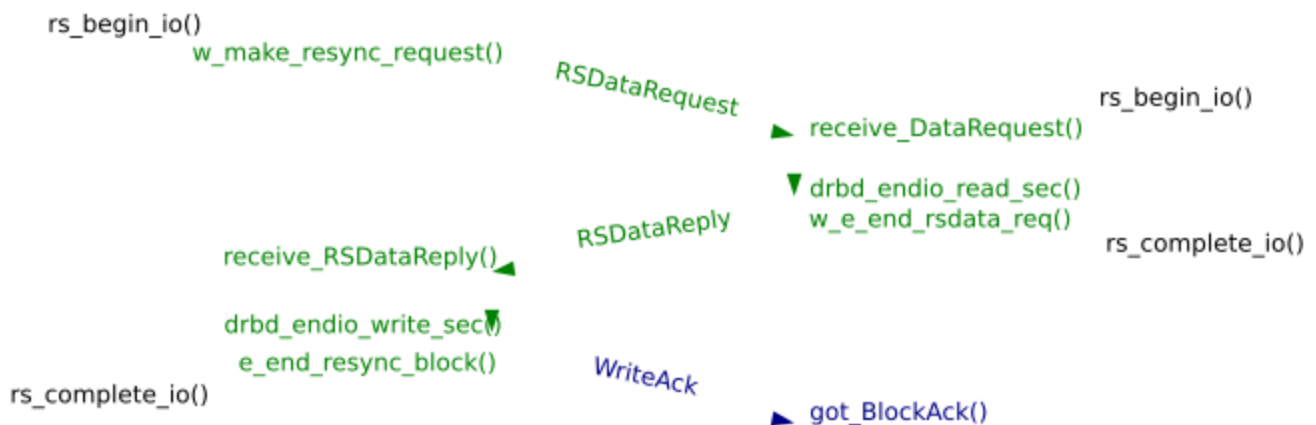 rs_begin_io()
w_make_resync_request()
RSDataRequest
rs_begin_io()
receive_DataRequest()
drbd_endio_read_sec()
w_e_end_rsdata_req()
RSDataReply
rs_complete_io()
receive_RSDataReply()
drbd_endio_write_sec()
e_end_resync_block()
WriteAck
rs_complete_io()
got_BlockAck()